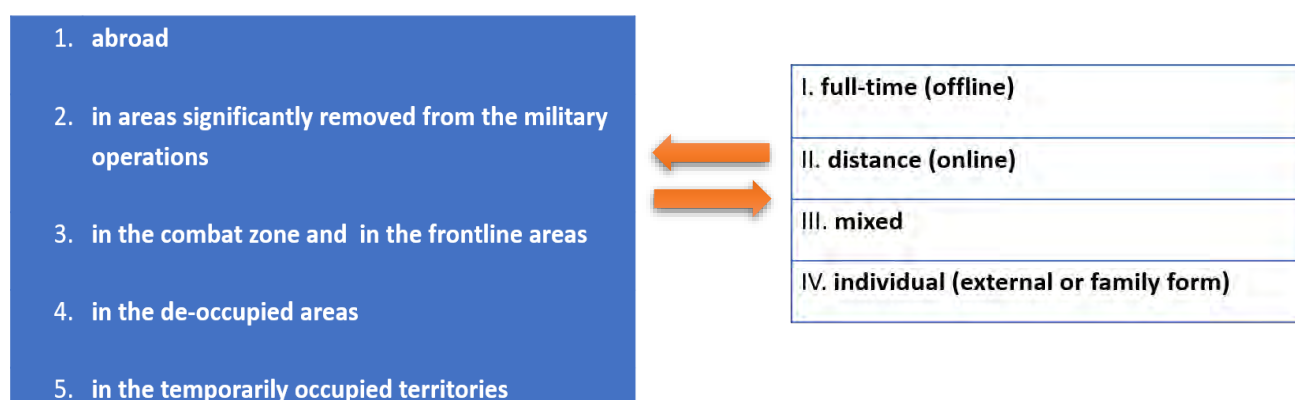 1. abroad
2. in areas significantly removed from the military
operations
3. in the combat zone and in the frontline areas
4. in the de-occupied areas
5. in the temporarily occupied territories
I. full-time (offline)
II. distance (online)
III. mixed
IV. individual (external or family form)